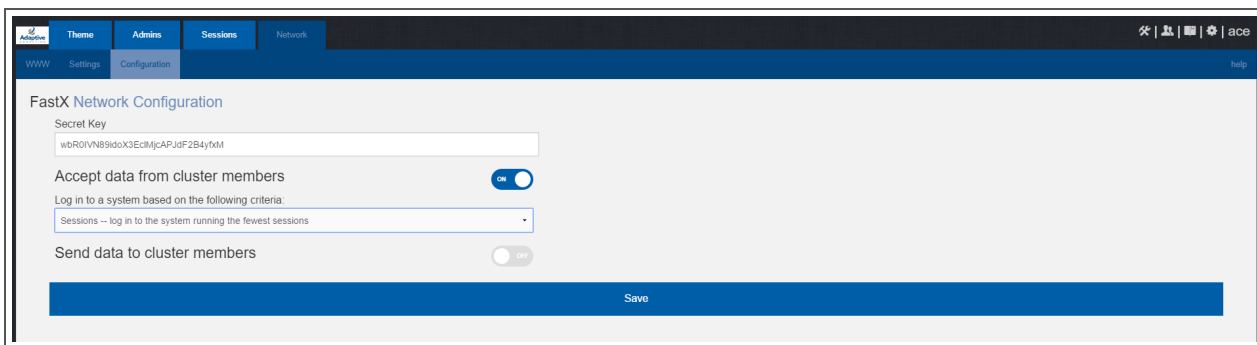 Adaptive
Theme Admins Sessions Network
| | | | ace
WWW Settings Configuration help
FastX Network Configuration
Secret Key
Accept data from cluster members ON
Log in to a system based on the following criteria:
Sessions -- log in to the system running the fewest sessions
Send data to cluster members OFF
Save